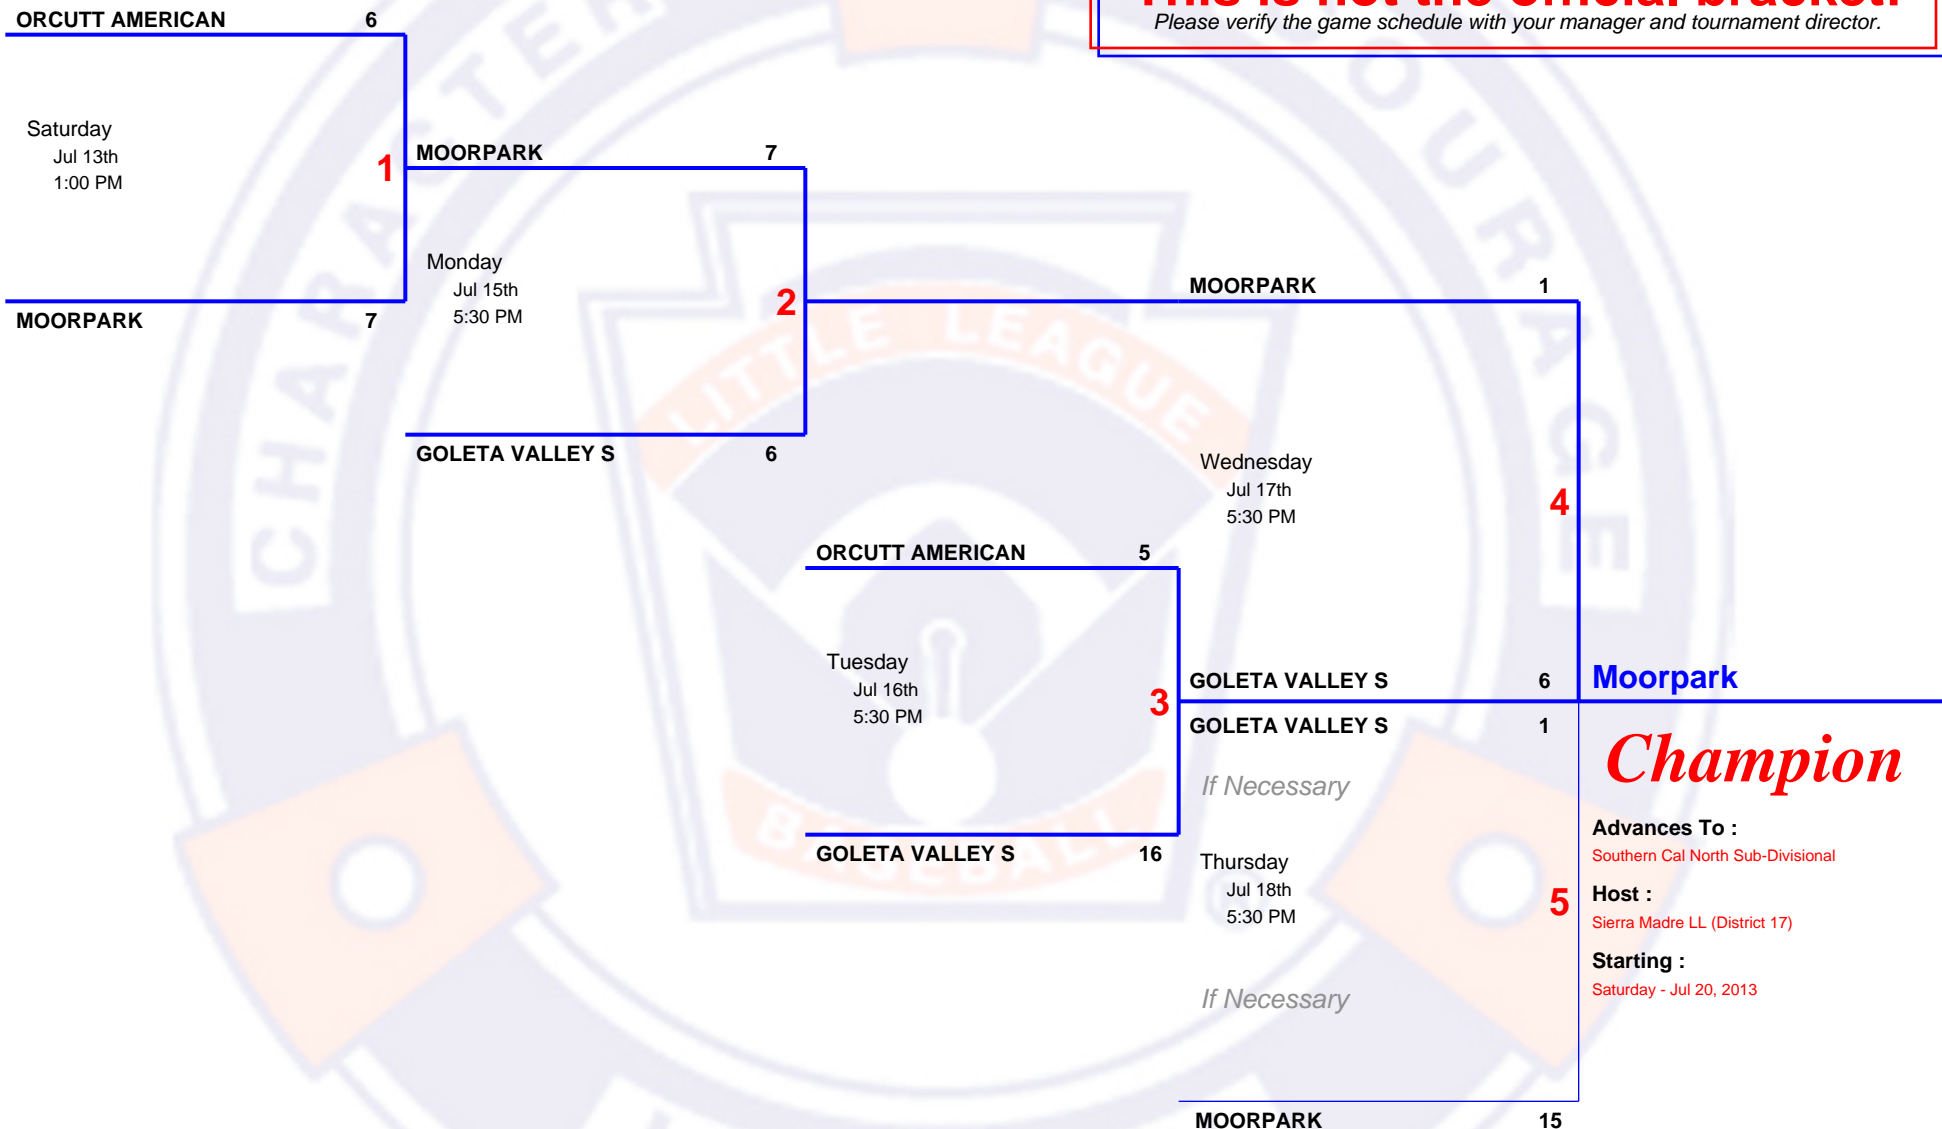 This is not the official bracket!
Please verify the game schedule with your manager and tournament director.
ORCUTT AMERICAN 6
Saturday
Jul 13th
1:00 PM
1
MOORPARK 7
MOORPARK 7
Monday
Jul 15th
5:30 PM
2
GOLETA VALLEY S 6
MOORPARK 1
Wednesday
Jul 17th
5:30 PM
4
ORCUTT AMERICAN 5
Tuesday
Jul 16th
5:30 PM
3
GOLETA VALLEY S 16
GOLETA VALLEY S 6
GOLETA VALLEY S 1
If Necessary
Thursday
Jul 18th
5:30 PM
5
If Necessary
MOORPARK 15
Moorpark
Champion
Advances To :
Southern Cal North Sub-Divisional
Host :
Sierra Madre LL (District 17)
Starting :
Saturday - Jul 20, 2013
CHARACTER
COURAGE
LITTLE LEAGUE
BASEBALL
®